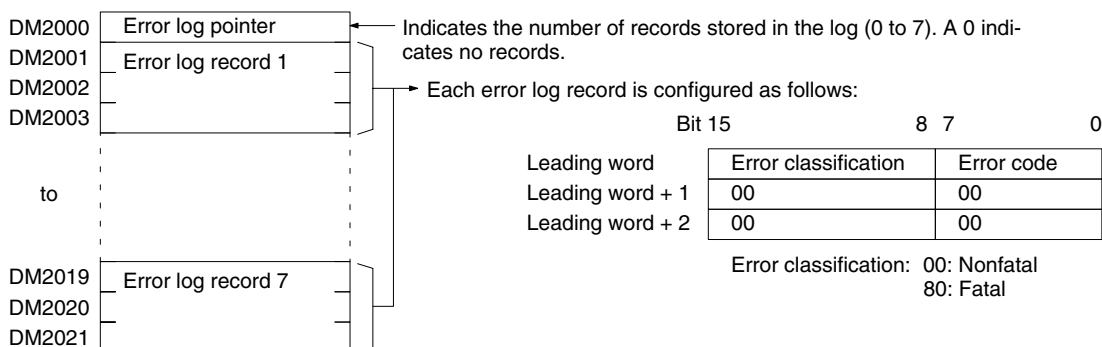 DM2000 Error log pointer
Indicates the number of records stored in the log (0 to 7). A 0 indi-
cates no records.
DM2001 Error log record 1
DM2002
DM2003
Each error log record is configured as follows:
Bit 15 8 7 0
Leading word Error classification Error code
Leading word + 1 00 00
Leading word + 2 00 00
to
Error classification: 00: Nonfatal
80: Fatal
DM2019 Error log record 7
DM2020
DM2021